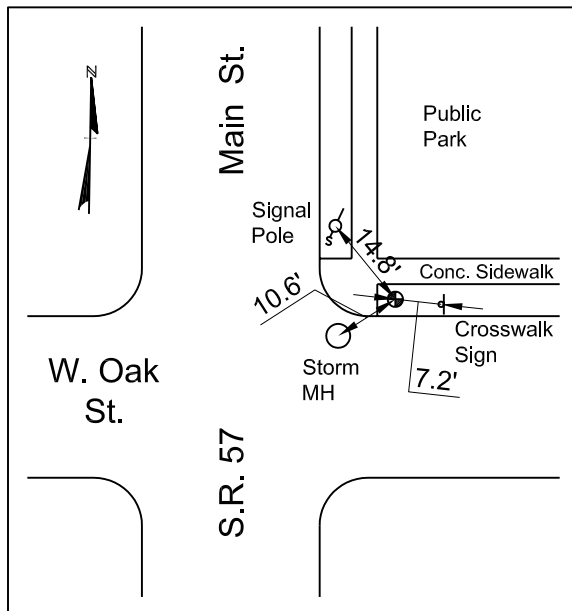 N
Main St.
Public
Park
Signal
Pole
S
14.8'
Conc. Sidewalk
10.6'
Crosswalk
Sign
W. Oak
St.
Storm
MH
7.2'
S.R. 57